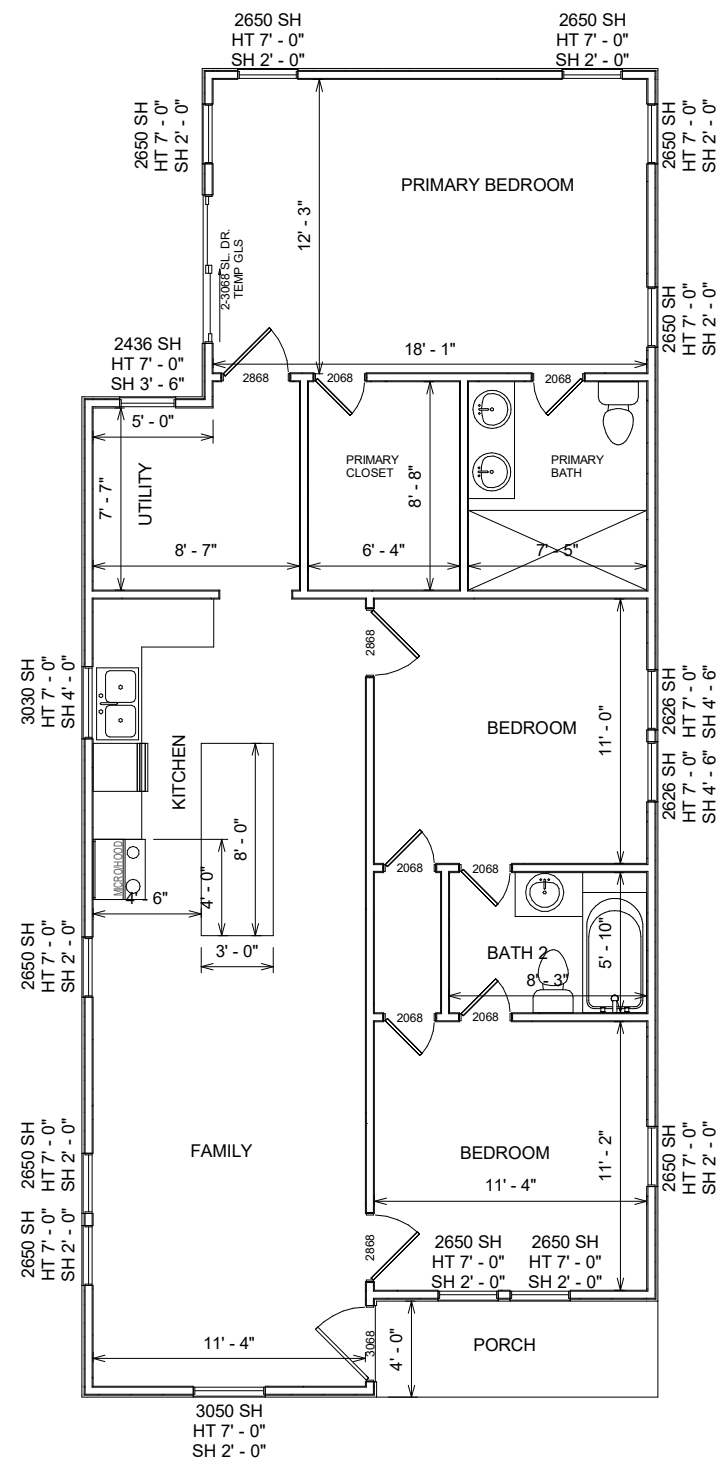 2650 SH
HT 7' - 0"
SH 2' - 0"
2650 SH
HT 7' - 0"
SH 2' - 0"
2650 SH
HT 7' - 0"
SH 2' - 0"
2650 SH
HT 7' - 0"
SH 2' - 0"
PRIMARY BEDROOM
12' - 3"
2-3068 SL. DR.
TEMP GLS
2650 SH
HT 7' - 0"
SH 2' - 0"
2436 SH
HT 7' - 0"
SH 3' - 6"
18' - 1"
2868
2068
2068
5' - 0"
7' - 7"
UTILITY
8' - 7"
PRIMARY
CLOSET
8' - 8"
6' - 4"
PRIMARY
BATH
7' - 5"
2868
3030 SH
HT 7' - 0"
SH 4' - 0"
KITCHEN
BEDROOM
11' - 0"
2626 SH
HT 7' - 0"
SH 4' - 6"
2626 SH
HT 7' - 0"
SH 4' - 6"
8' - 0"
MICRO/HOOD
4' - 6"
4' - 0"
3' - 0"
2068
2068
2650 SH
HT 7' - 0"
SH 2' - 0"
BATH 2
5' - 10"
8' - 3"
2068
2068
FAMILY
BEDROOM
11' - 2"
11' - 4"
2650 SH
HT 7' - 0"
SH 2' - 0"
2650 SH
HT 7' - 0"
SH 2' - 0"
2650 SH
HT 7' - 0"
SH 2' - 0"
2868
2650 SH
HT 7' - 0"
SH 2' - 0"
2650 SH
HT 7' - 0"
SH 2' - 0"
11' - 4"
3068
4' - 0"
PORCH
3050 SH
HT 7' - 0"
SH 2' - 0"